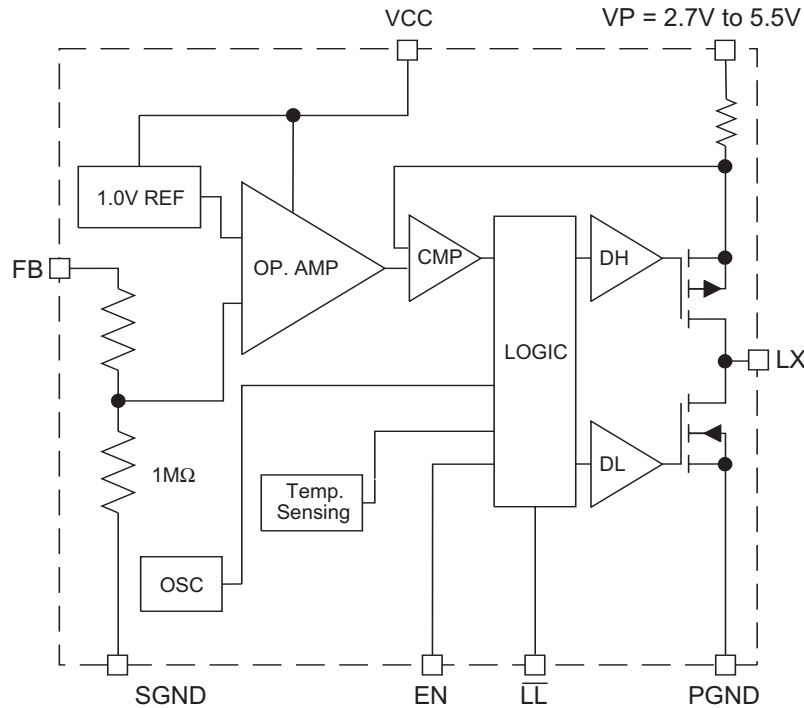 VCC
VP = 2.7V to 5.5V
1.0V REF
FB
OP. AMP
CMP
DH
LOGIC
LX
1MΩ
Temp.
Sensing
DL
OSC
SGND
EN
L̅L̅
PGND